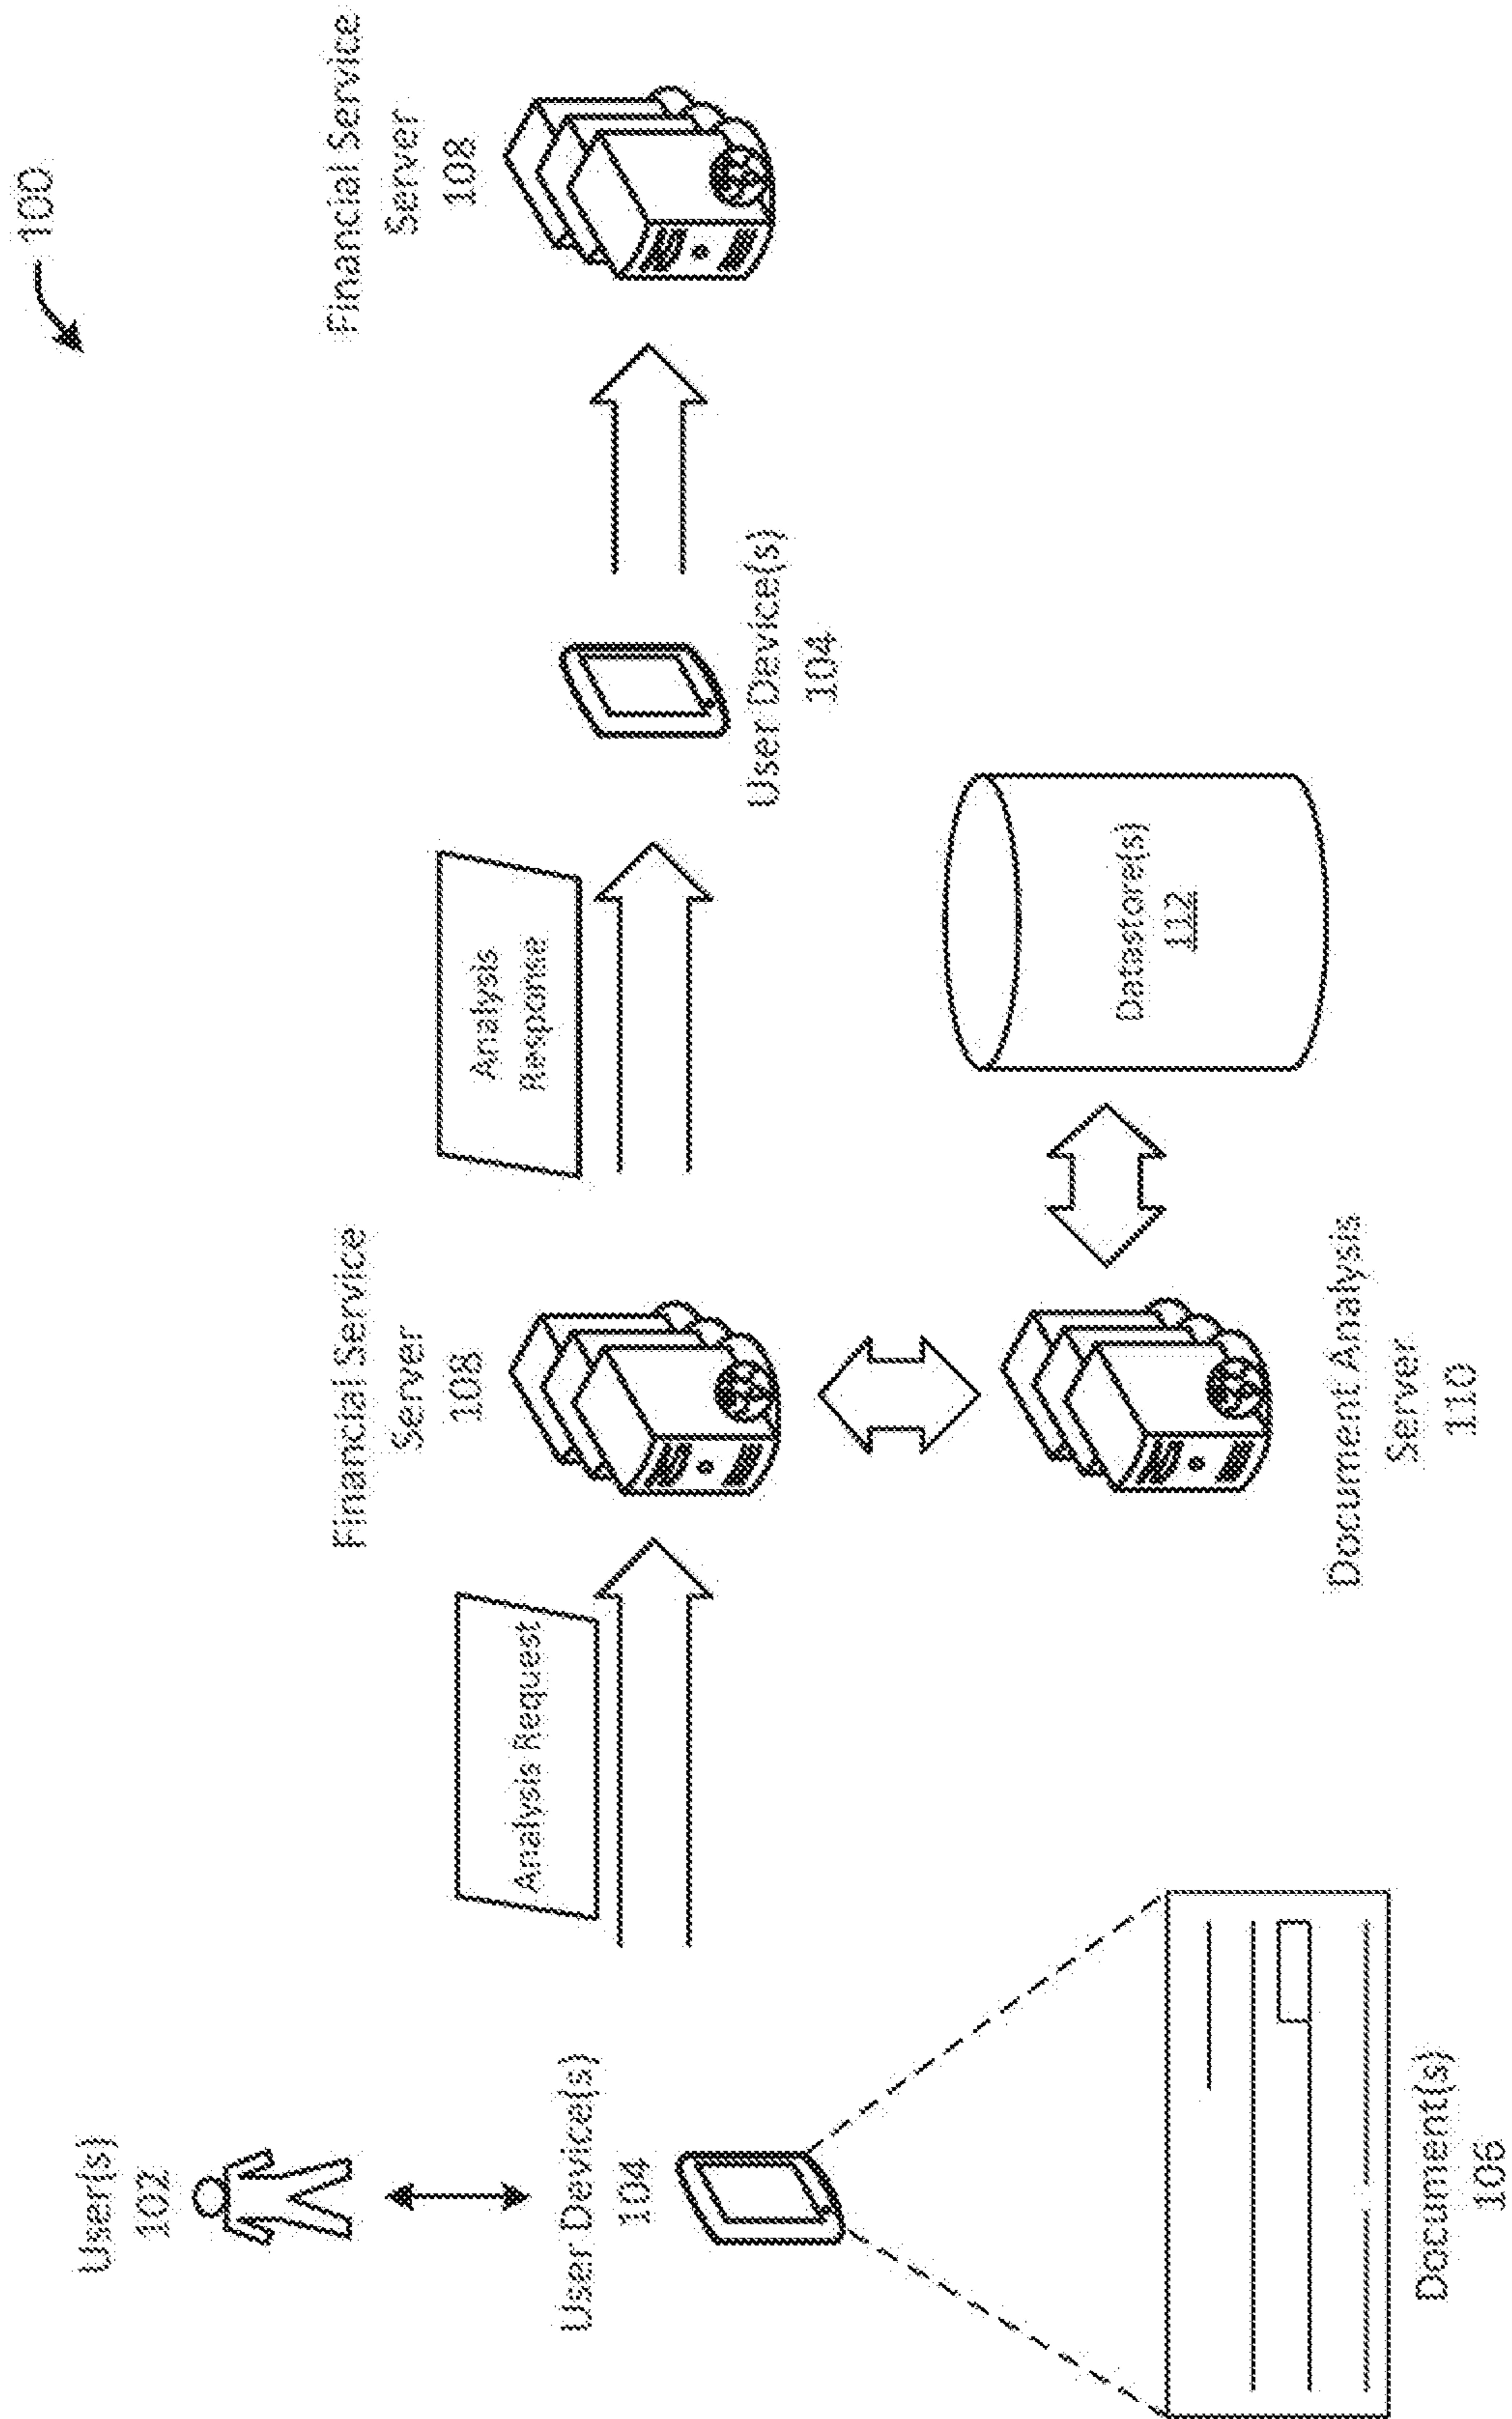 100
User(s)
102
User Device(s)
104
Document(s)
106
Analysis Request
Financial Service
Server
108
Document Analysis
Server
110
Analysis
Response
Datastore(s)
112
User Device(s)
104
Financial Service
Server
108